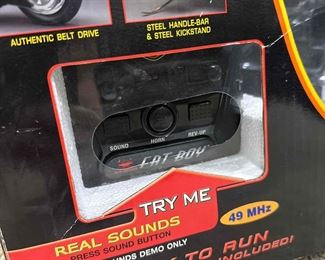 AUTHENTIC BELT DRIVE
STEEL HANDLE-BAR
& STEEL KICKSTAND
SOUND HORN REV-UP
FAT BOY
TRY ME
REAL SOUNDS
PRESS SOUND BUTTON
SOUNDS DEMO ONLY
49 MHz
TO RUN
INCLUDED!